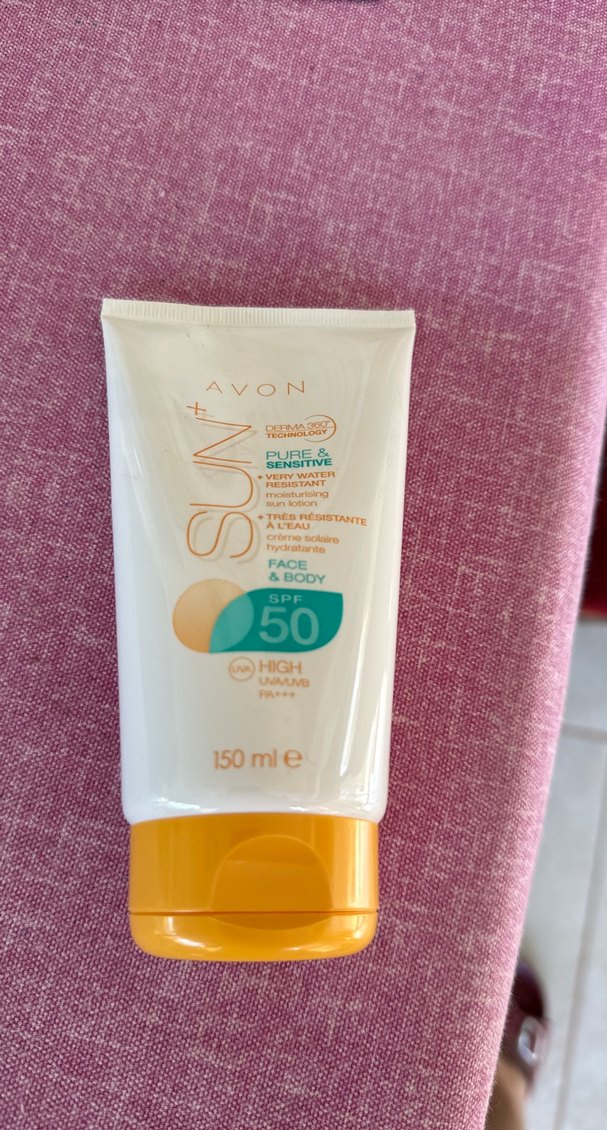 AVON
SUN+
DERMA 360°
TECHNOLOGY
PURE &
SENSITIVE
+ VERY WATER
RESISTANT
moisturising
sun lotion
+ TRÈS RÉSISTANTE
À L'EAU
crème solaire
hydratante
FACE
& BODY
SPF
50
UVA HIGH
UVA/UVB
PA+++
150 ml e